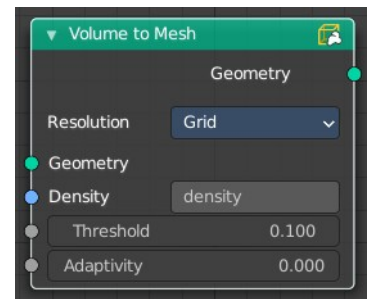 Volume to Mesh
Geometry
Resolution Grid
Geometry
Density density
Threshold 0.100
Adaptivity 0.000